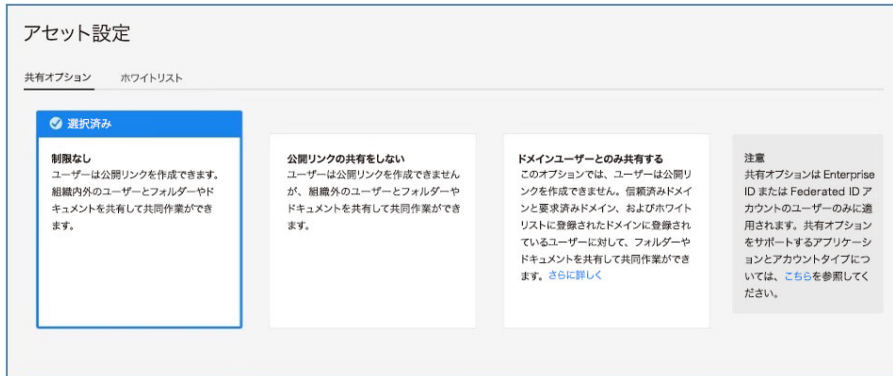 アセット設定
共有オプション
ホワイトリスト
選択済み
制限なし
ユーザーは公開リンクを作成できます。
組織内外のユーザーとフォルダーやド
キュメントを共有して共同作業ができ
ます。
公開リンクの共有をしない
ユーザーは公開リンクを作成できません
が、組織外のユーザーとフォルダーや
ドキュメントを共有して共同作業ができ
ます。
ドメインユーザーとのみ共有する
このオプションでは、ユーザーは公開リ
ンクを作成できません。信頼済みドメイ
ンと要求済みドメイン、およびホワイト
リストに登録されたドメインに登録され
ているユーザーに対して、フォルダーや
ドキュメントを共有して共同作業ができ
ます。さらに詳しく
注意
共有オプションは Enterprise
ID または Federated ID ア
カウントのユーザーのみに適
用されます。共有オプション
をサポートするアプリケーシ
ョンとアカウントタイプにつ
いては、こちらを参照してく
ださい。